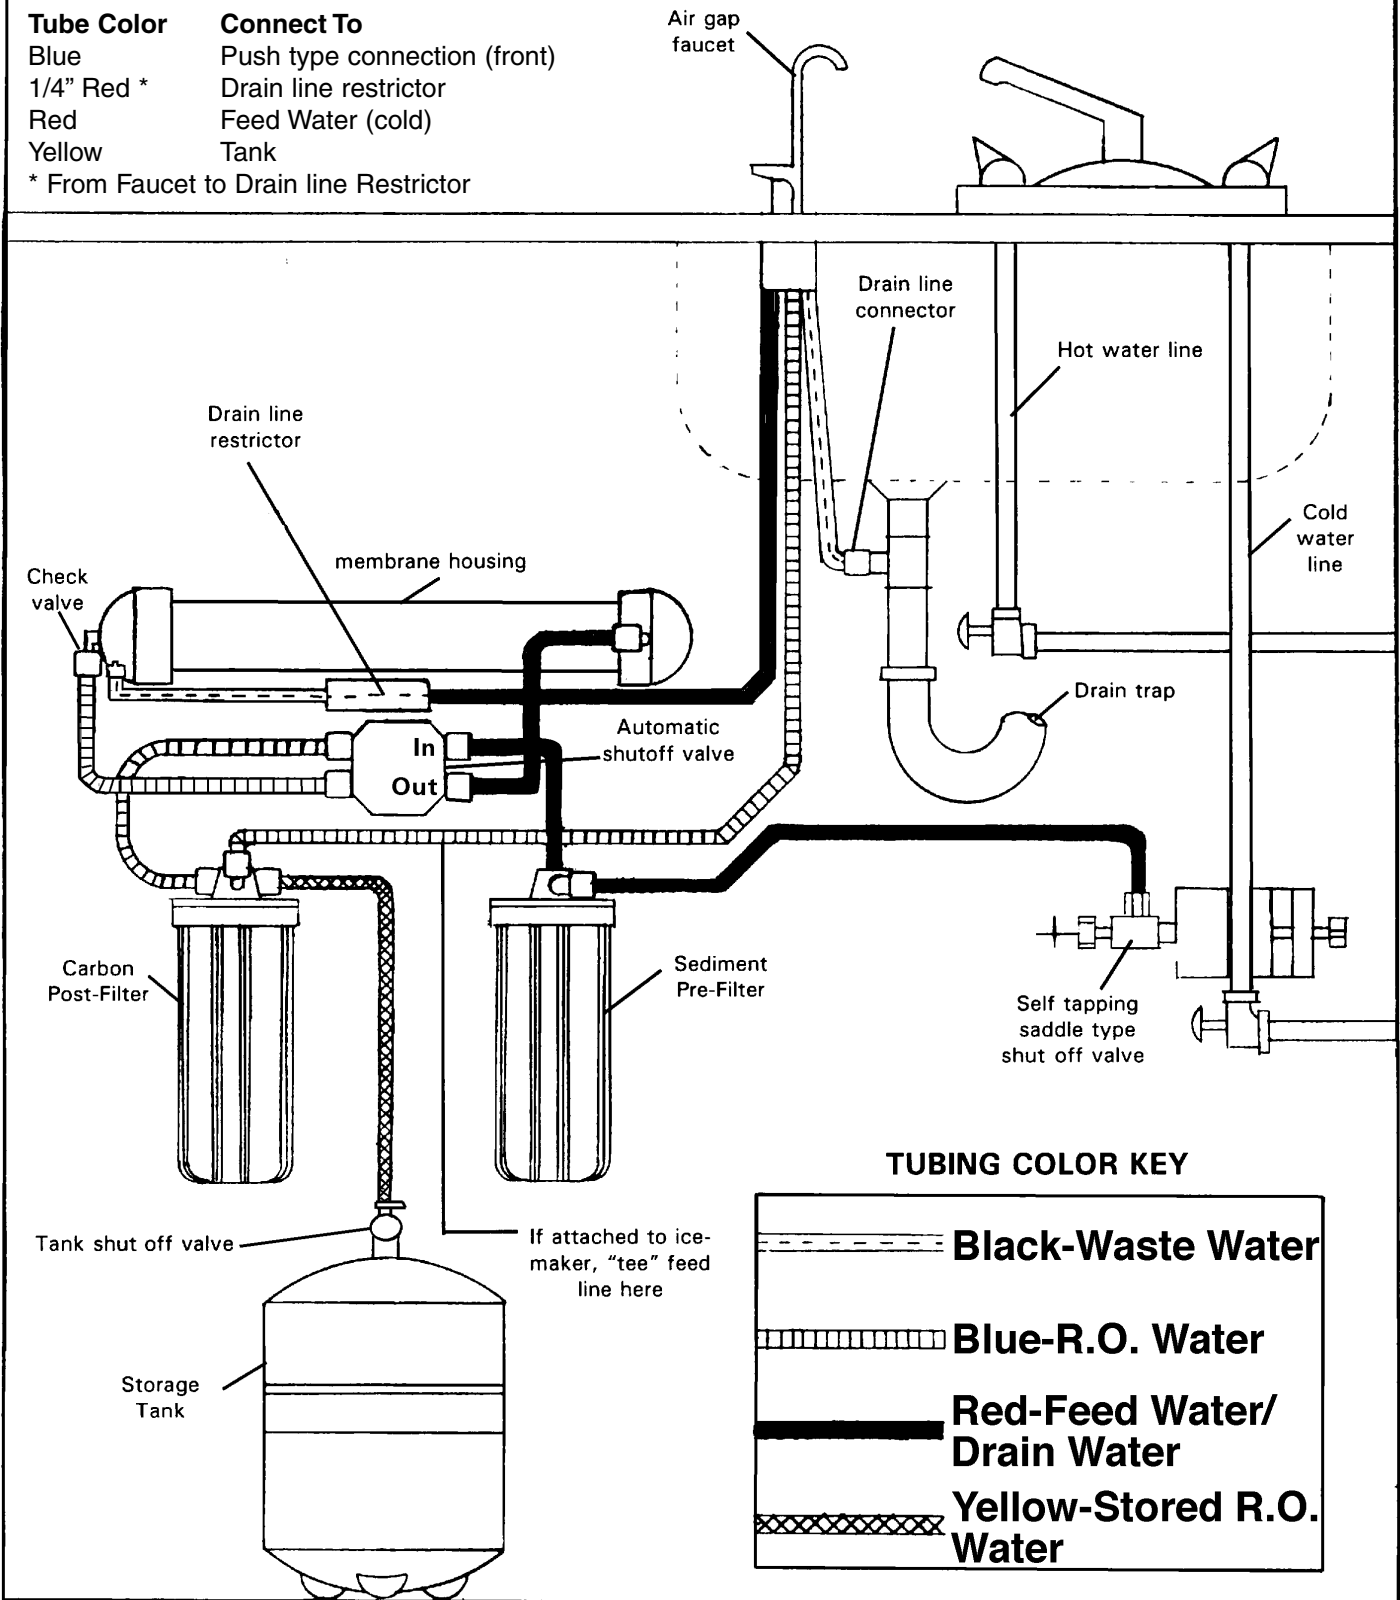 Tube Color Connect To
Blue Push type connection (front)
1/4” Red * Drain line restrictor
Red Feed Water (cold)
Yellow Tank
* From Faucet to Drain line Restrictor
Air gap
faucet
Drain line
connector
Hot water line
Drain line
restrictor
Cold
water
line
membrane housing
Check
valve
Drain trap
Automatic
shutoff valve
In
Out
Carbon
Post-Filter
Sediment
Pre-Filter
Self tapping
saddle type
shut off valve
Tank shut off valve
If attached to ice-
maker, “tee” feed
line here
Storage
Tank
TUBING COLOR KEY
Black-Waste Water
Blue-R.O. Water
Red-Feed Water/
Drain Water
Yellow-Stored R.O.
Water